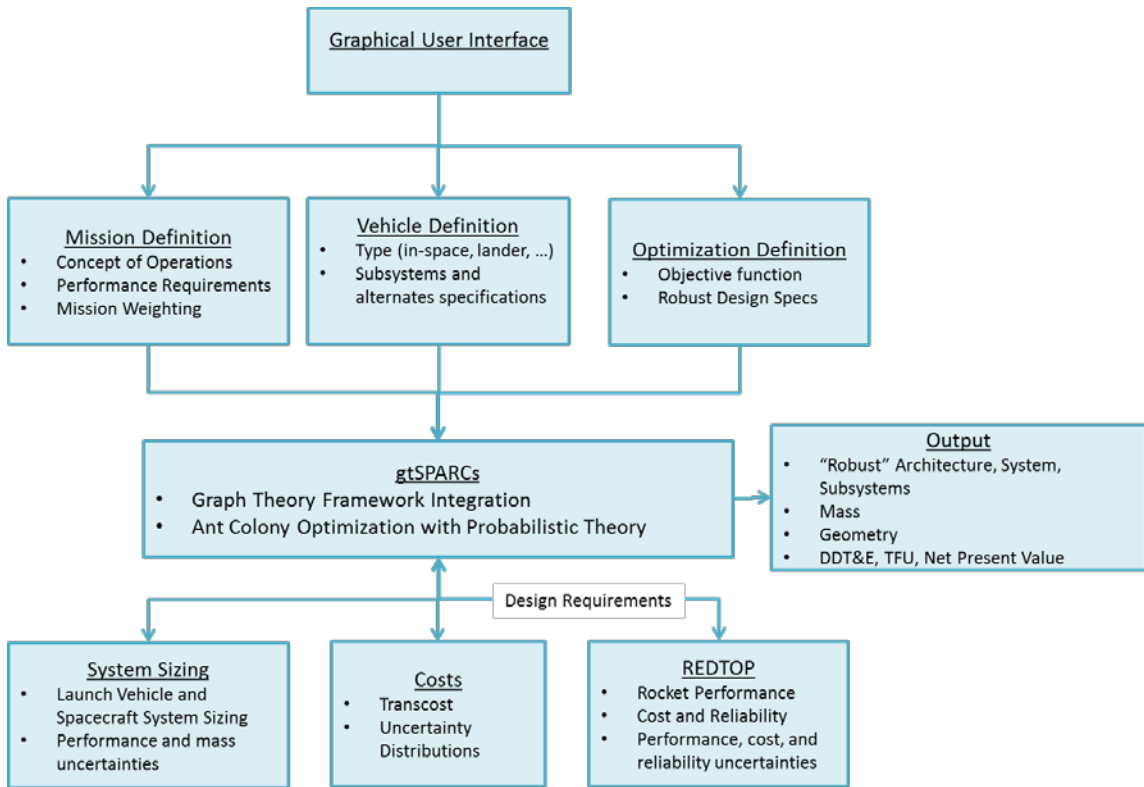 Graphical User Interface
Mission Definition
• Concept of Operations
• Performance Requirements
• Mission Weighting
Vehicle Definition
• Type (in-space, lander, …)
• Subsystems and
alternates specifications
Optimization Definition
• Objective function
• Robust Design Specs
gtSPARCs
• Graph Theory Framework Integration
• Ant Colony Optimization with Probabilistic Theory
Output
• “Robust” Architecture, System,
Subsystems
• Mass
• Geometry
• DDT&E, TFU, Net Present Value
Design Requirements
System Sizing
• Launch Vehicle and
Spacecraft System Sizing
• Performance and mass
uncertainties
Costs
• Transcost
• Uncertainty
Distributions
REDTOP
• Rocket Performance
• Cost and Reliability
• Performance, cost, and
reliability uncertainties